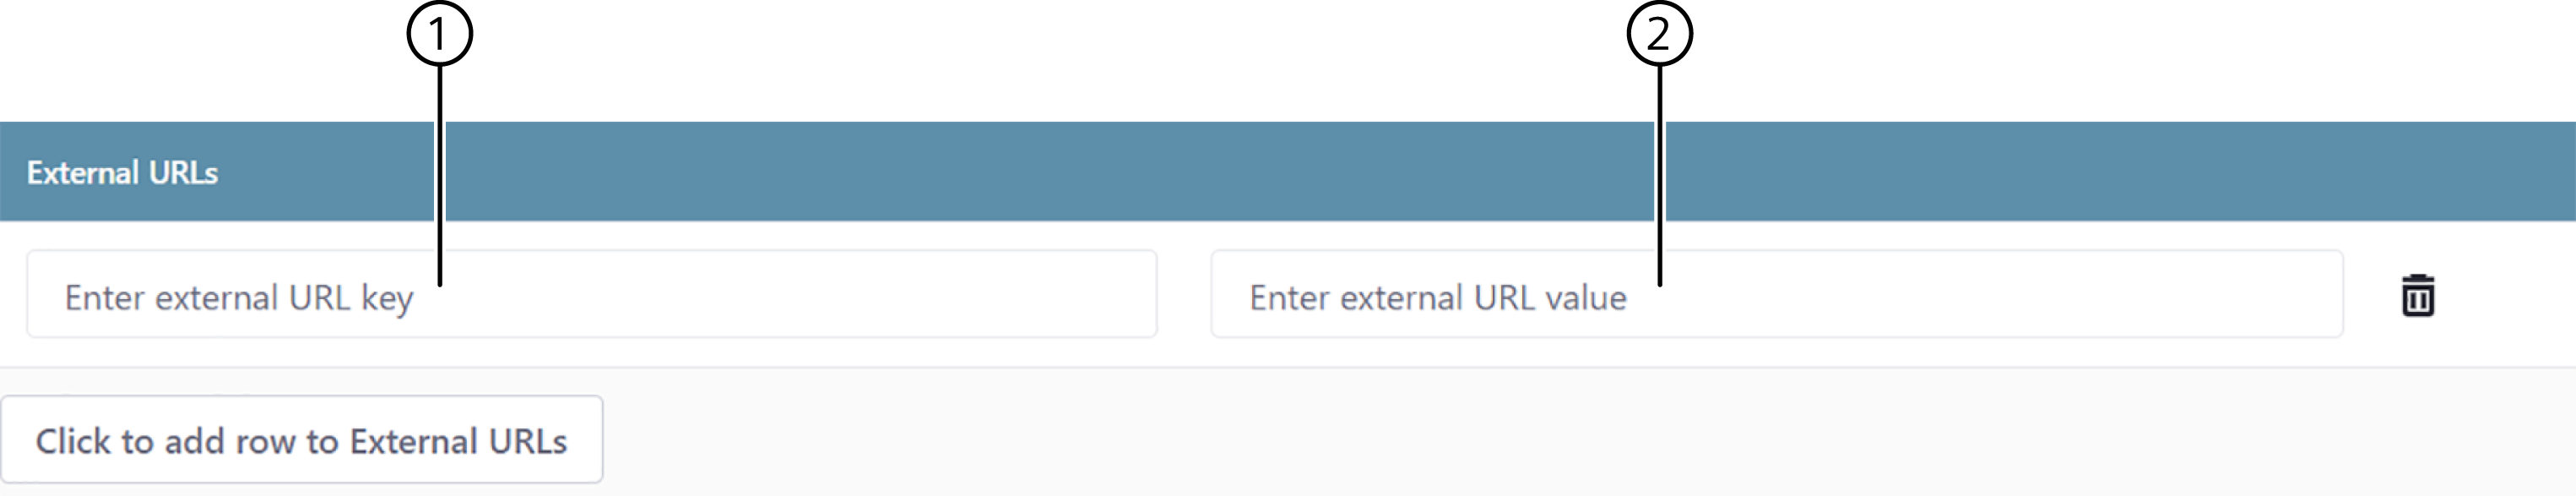 1
2
External URLs
Enter external URL key
Enter external URL value
Click to add row to External URLs